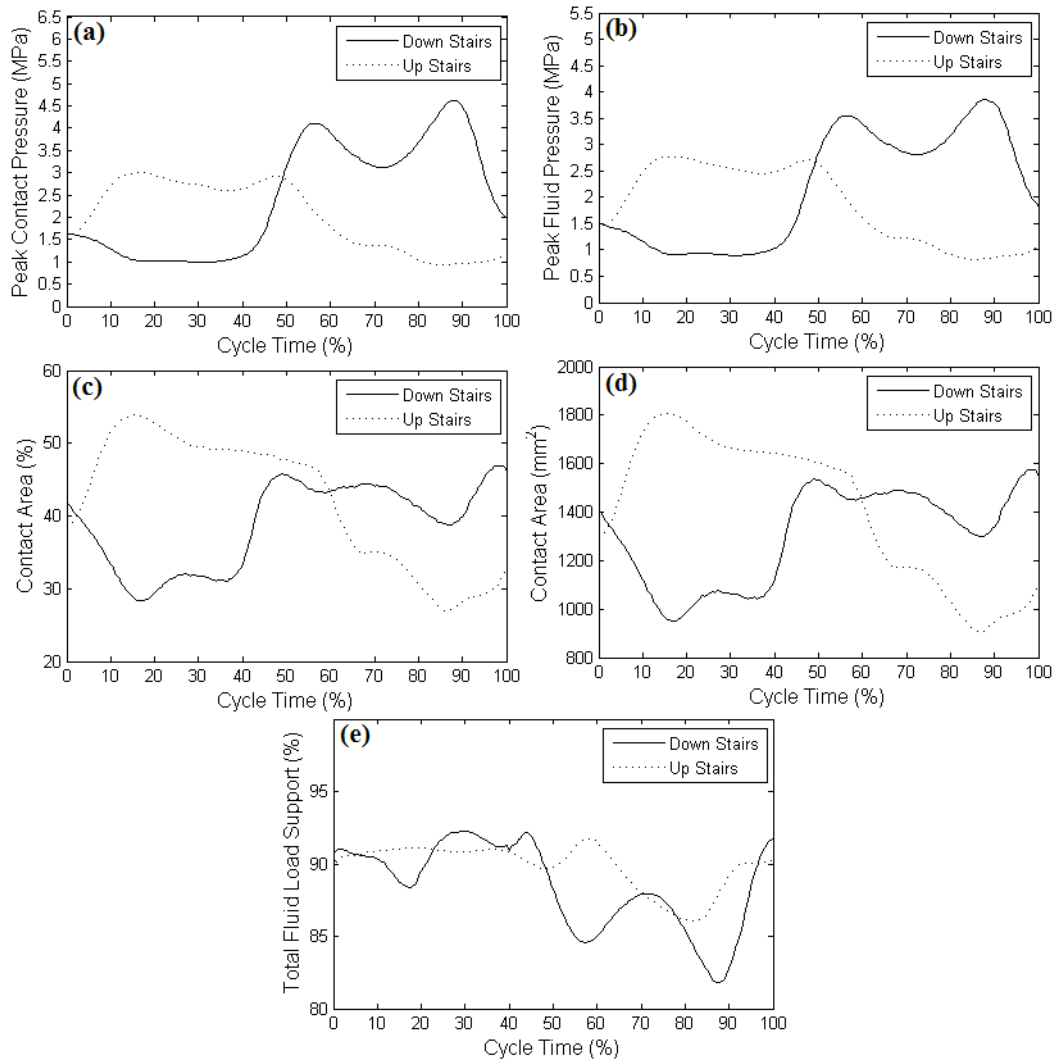 (a)
Down Stairs
Up Stairs
Peak Contact Pressure (MPa)
6.5
6
5.5
5
4.5
4
3.5
3
2.5
2
1.5
1
0.5
0
0 10 20 30 40 50 60 70 80 90 100
Cycle Time (%)
(b)
Down Stairs
Up Stairs
Peak Fluid Pressure (MPa)
5.5
5
4.5
4
3.5
3
2.5
2
1.5
1
0.5
0
0 10 20 30 40 50 60 70 80 90 100
Cycle Time (%)
(c)
Down Stairs
Up Stairs
Contact Area (%)
60
50
40
30
20
0 10 20 30 40 50 60 70 80 90 100
Cycle Time (%)
(d)
Down Stairs
Up Stairs
Contact Area (mm²)
2000
1800
1600
1400
1200
1000
800
0 10 20 30 40 50 60 70 80 90 100
Cycle Time (%)
(e)
Down Stairs
Up Stairs
Total Fluid Load Support (%)
95
90
85
80
0 10 20 30 40 50 60 70 80 90 100
Cycle Time (%)